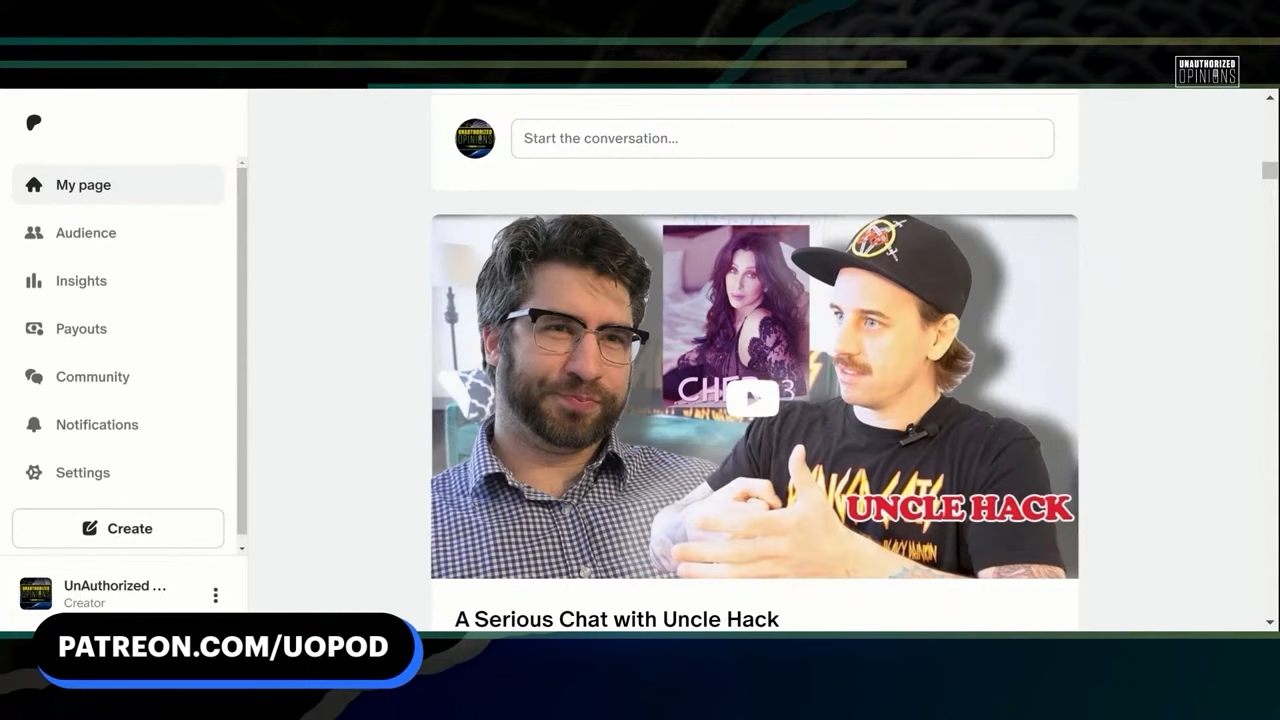 UNAUTHORIZED
OPINIONS
Start the conversation...
My page
Audience
Insights
Payouts
Community
Notifications
Settings
Create
UnAuthorized ...
Creator
UNCLE HACK
A Serious Chat with Uncle Hack
PATREON.COM/UOPOD